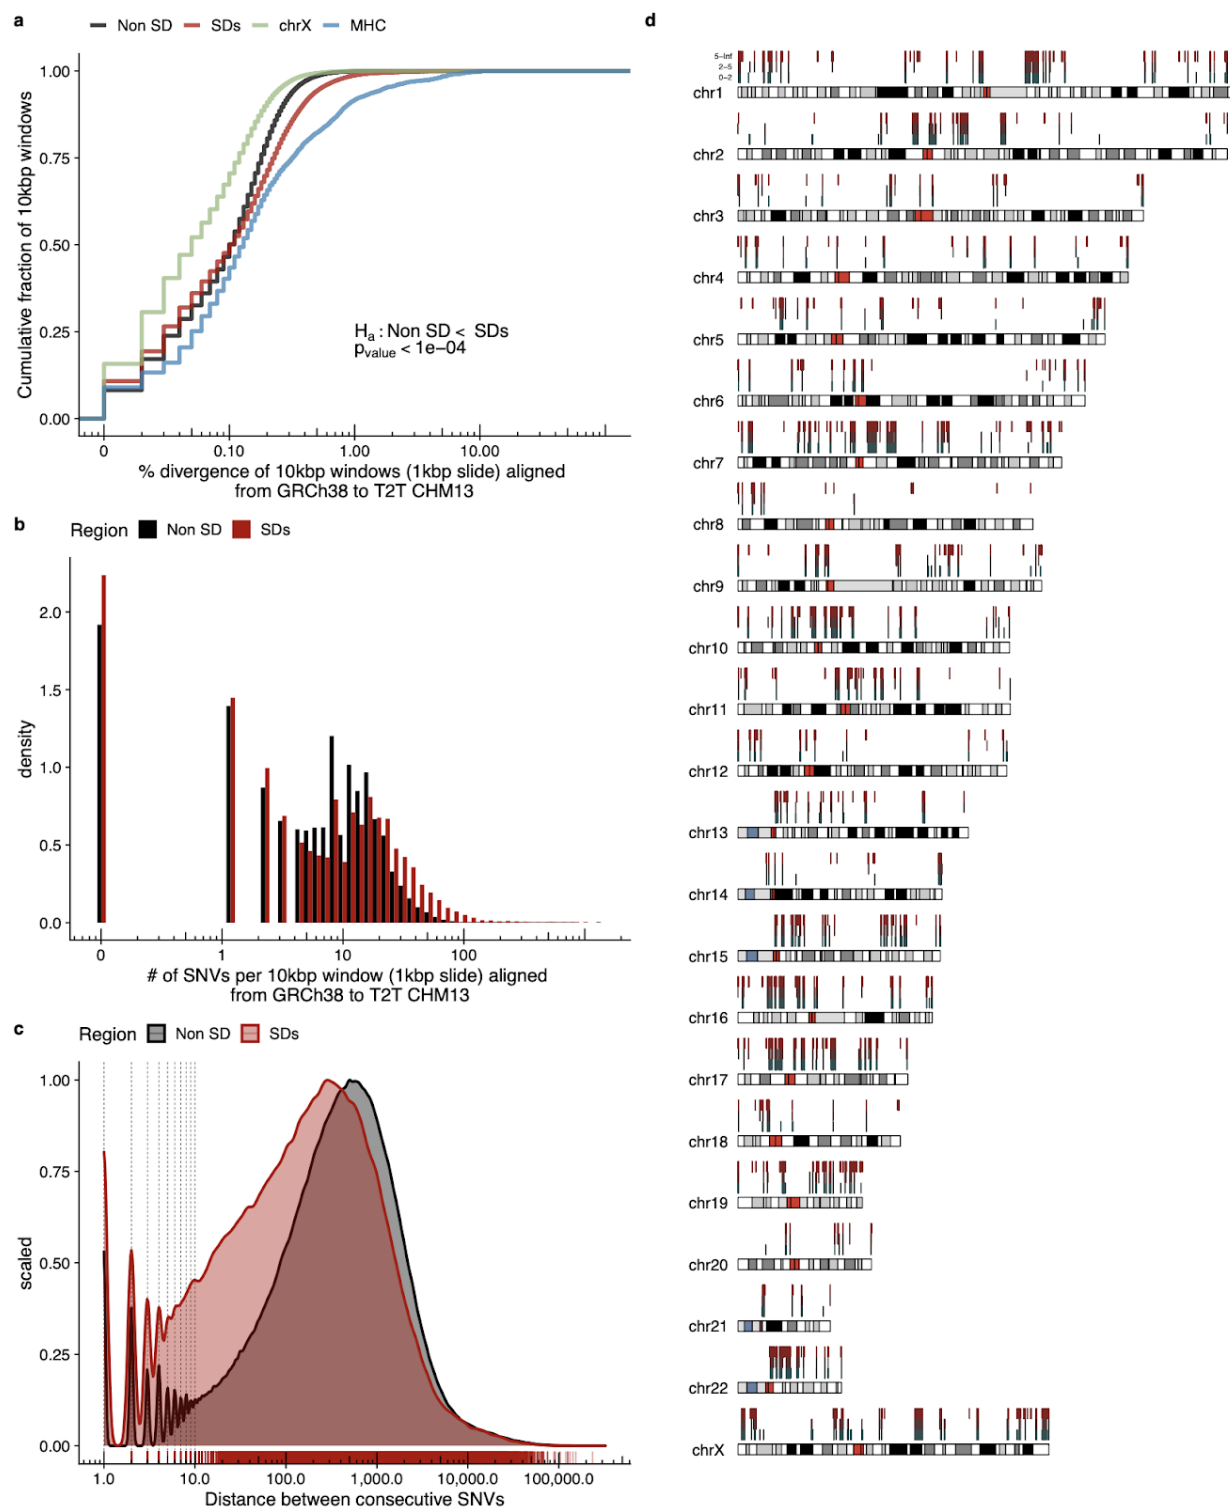 a
Non SD SDs chrX MHC
1.00
0.75
0.50
0.25
0.00
Cumulative fraction of 10kbp windows
Hₐ : Non SD < SDs
pvalue < 1e−04
0 0.10 1.00 10.00
% divergence of 10kbp windows (1kbp slide) aligned
from GRCh38 to T2T CHM13
b
Region Non SD SDs
2.0
1.5
1.0
0.5
0.0
density
0 1 10 100
# of SNVs per 10kbp window (1kbp slide) aligned
from GRCh38 to T2T CHM13
c
Region Non SD SDs
1.00
0.75
0.50
0.25
0.00
scaled
1.0 10.0 100.0 1,000.0 10,000.0 100,000.0
Distance between consecutive SNVs
d
5−Inf
2−5
0−2
chr1
chr2
chr3
chr4
chr5
chr6
chr7
chr8
chr9
chr10
chr11
chr12
chr13
chr14
chr15
chr16
chr17
chr18
chr19
chr20
chr21
chr22
chrX